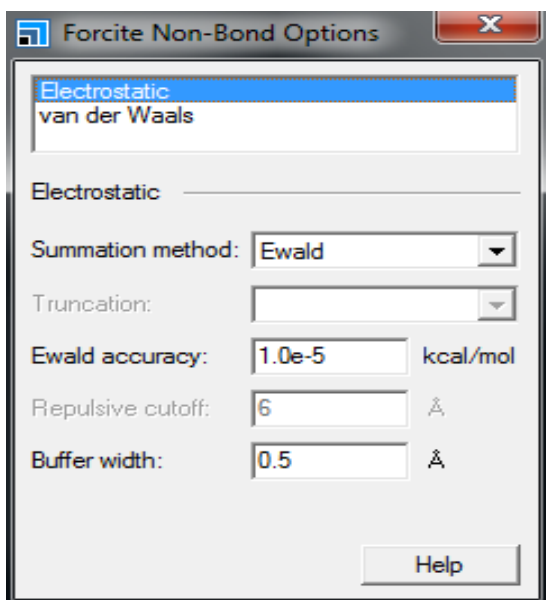 Forcite Non-Bond Options
Electrostatic
van der Waals
Electrostatic
Summation method: Ewald
Truncation:
Ewald accuracy: 1.0e-5 kcal/mol
Repulsive cutoff: 6 Å
Buffer width: 0.5 Å
Help